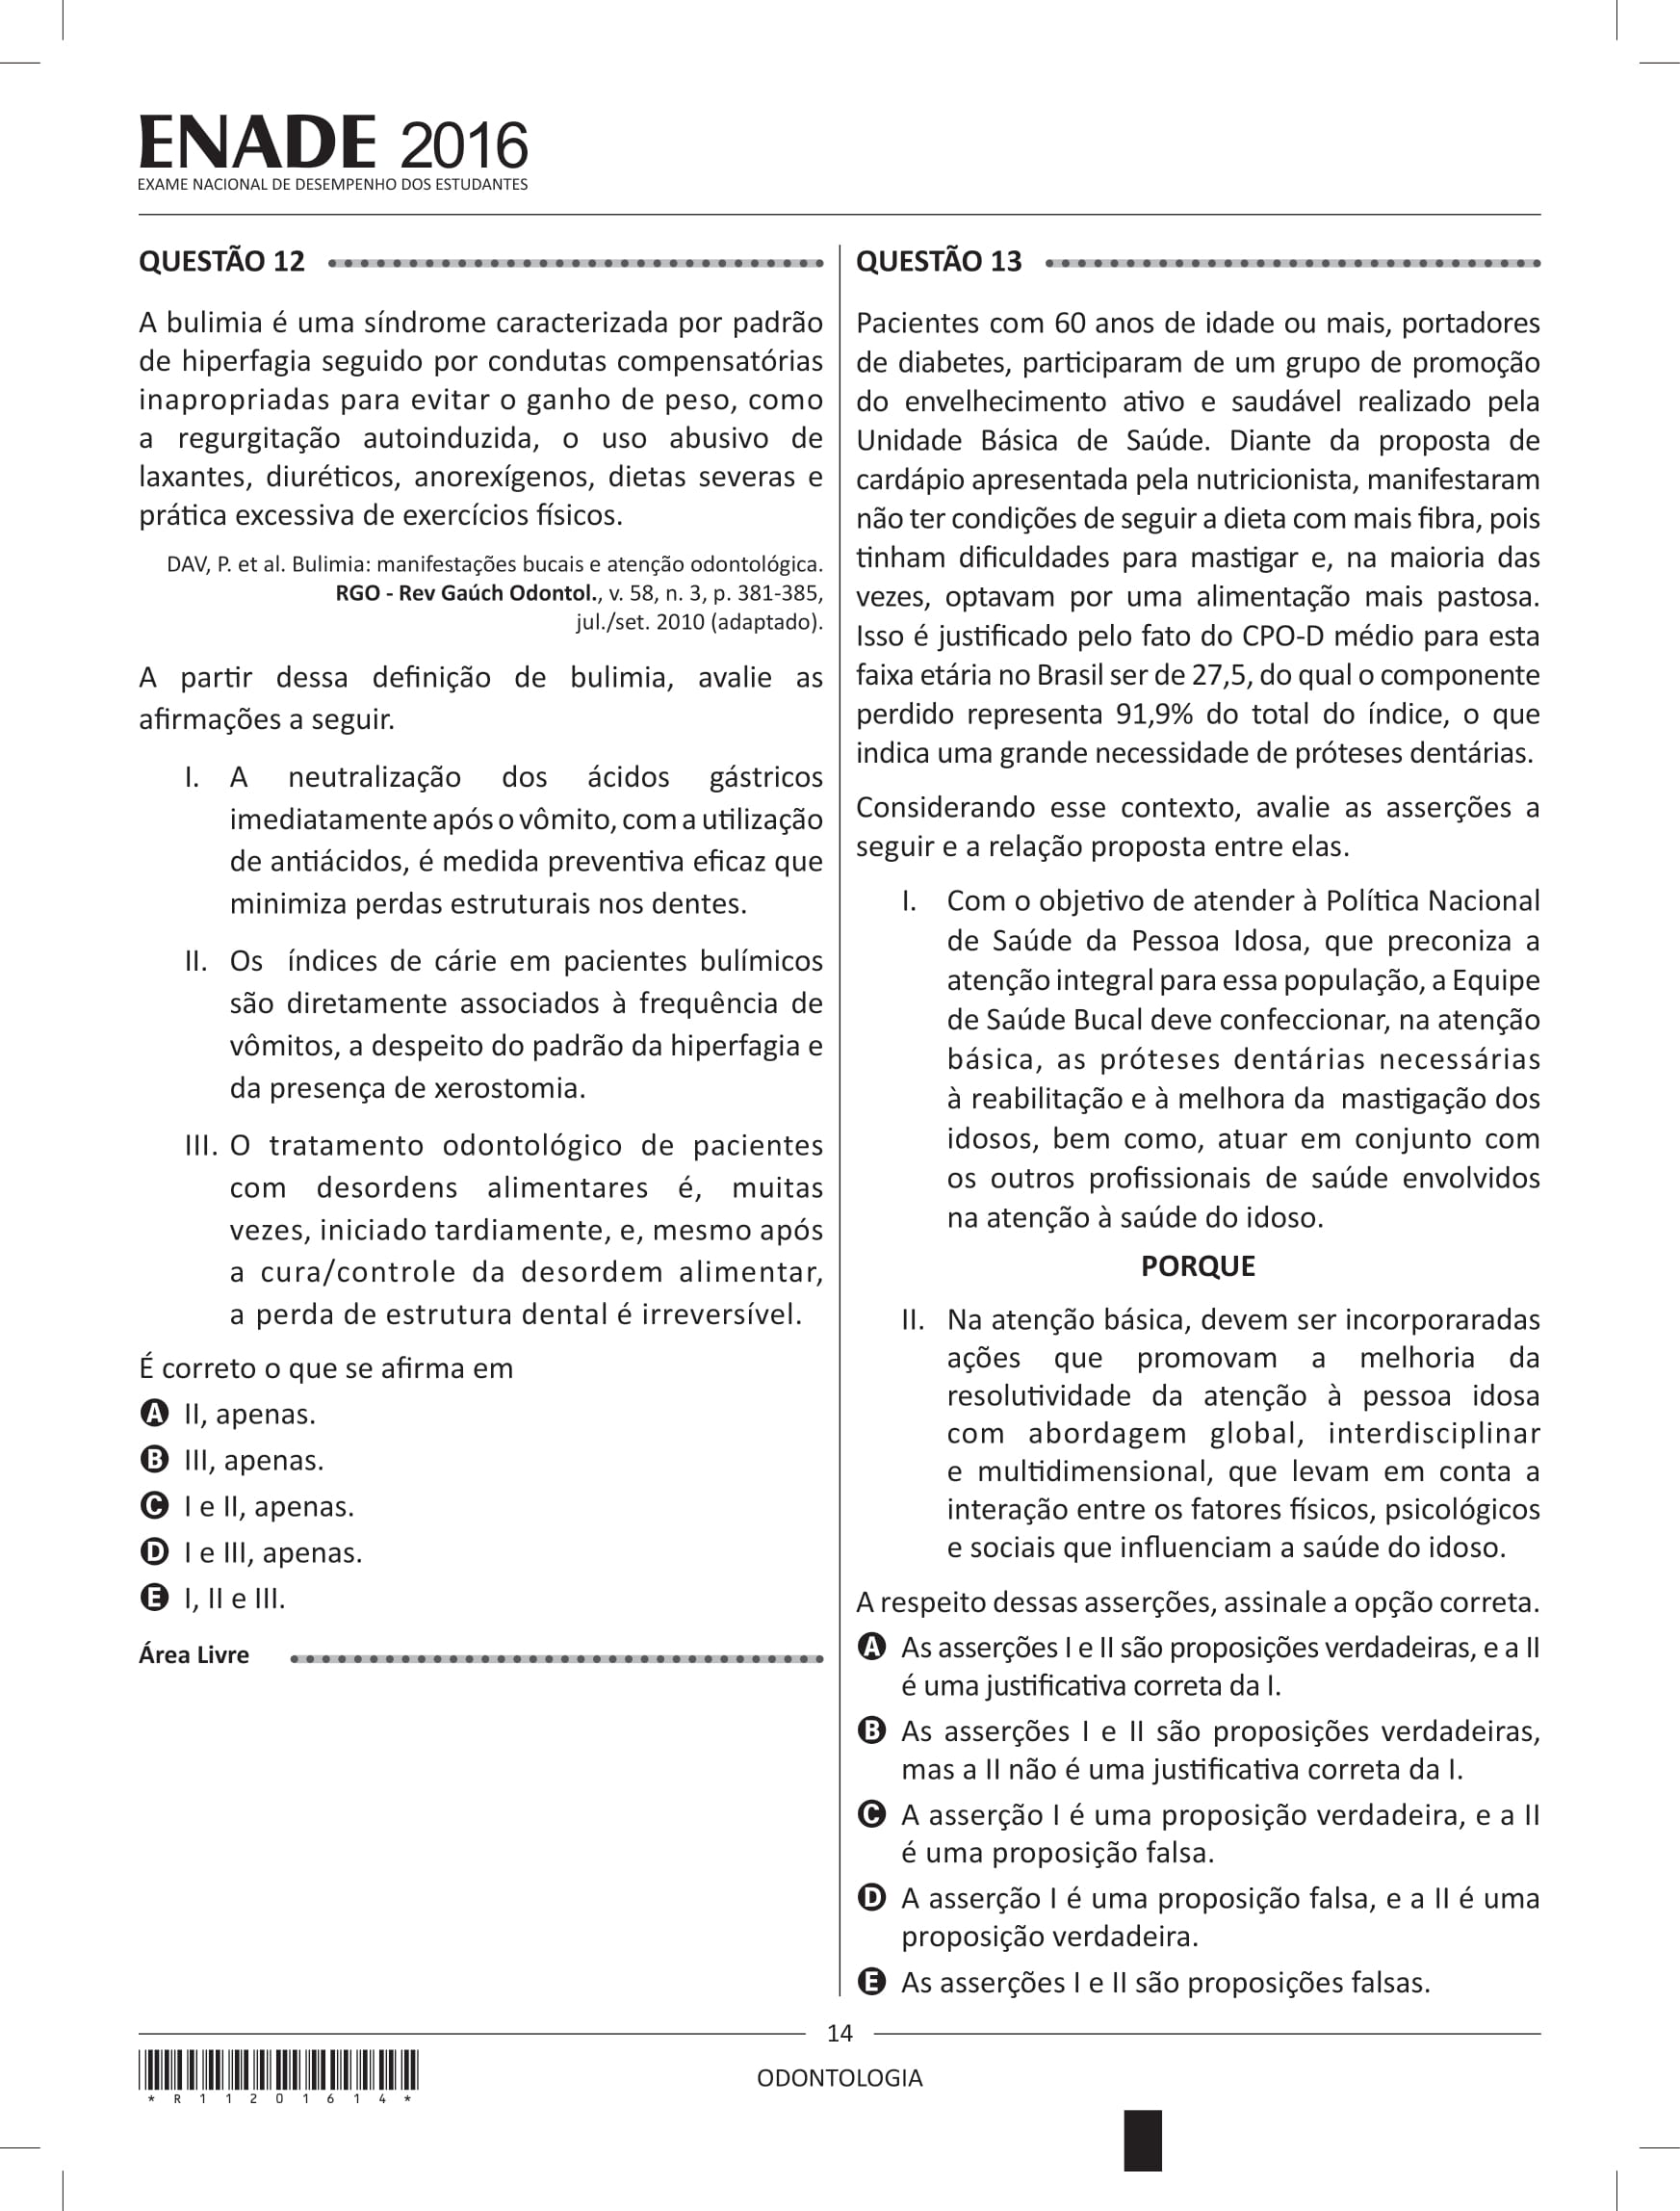 ENADE 2016
EXAME NACIONAL DE DESEMPENHO DOS ESTUDANTES
QUESTÃO 12
A bulimia é uma síndrome caracterizada por padrão
de hiperfagia seguido por condutas compensatórias
inapropriadas para evitar o ganho de peso, como
a regurgitação autoinduzida, o uso abusivo de
laxantes, diuréticos, anorexígenos, dietas severas e
prática excessiva de exercícios físicos.
DAV, P. et al. Bulimia: manifestações bucais e atenção odontológica.
RGO - Rev Gaúch Odontol., v. 58, n. 3, p. 381-385,
jul./set. 2010 (adaptado).
A partir dessa definição de bulimia, avalie as
afirmações a seguir.
I. A neutralização dos ácidos gástricos
imediatamente após o vômito, com a utilização
de antiácidos, é medida preventiva eficaz que
minimiza perdas estruturais nos dentes.
II. Os índices de cárie em pacientes bulímicos
são diretamente associados à frequência de
vômitos, a despeito do padrão da hiperfagia e
da presença de xerostomia.
III. O tratamento odontológico de pacientes
com desordens alimentares é, muitas
vezes, iniciado tardiamente, e, mesmo após
a cura/controle da desordem alimentar,
a perda de estrutura dental é irreversível.
É correto o que se afirma em
A II, apenas.
B III, apenas.
C I e II, apenas.
D I e III, apenas.
E I, II e III.
Área Livre
QUESTÃO 13
Pacientes com 60 anos de idade ou mais, portadores
de diabetes, participaram de um grupo de promoção
do envelhecimento ativo e saudável realizado pela
Unidade Básica de Saúde. Diante da proposta de
cardápio apresentada pela nutricionista, manifestaram
não ter condições de seguir a dieta com mais fibra, pois
tinham dificuldades para mastigar e, na maioria das
vezes, optavam por uma alimentação mais pastosa.
Isso é justificado pelo fato do CPO-D médio para esta
faixa etária no Brasil ser de 27,5, do qual o componente
perdido representa 91,9% do total do índice, o que
indica uma grande necessidade de próteses dentárias.
Considerando esse contexto, avalie as asserções a
seguir e a relação proposta entre elas.
I. Com o objetivo de atender à Política Nacional
de Saúde da Pessoa Idosa, que preconiza a
atenção integral para essa população, a Equipe
de Saúde Bucal deve confeccionar, na atenção
básica, as próteses dentárias necessárias
à reabilitação e à melhora da mastigação dos
idosos, bem como, atuar em conjunto com
os outros profissionais de saúde envolvidos
na atenção à saúde do idoso.
PORQUE
II. Na atenção básica, devem ser incorporaradas
ações que promovam a melhoria da
resolutividade da atenção à pessoa idosa
com abordagem global, interdisciplinar
e multidimensional, que levam em conta a
interação entre os fatores físicos, psicológicos
e sociais que influenciam a saúde do idoso.
A respeito dessas asserções, assinale a opção correta.
A As asserções I e II são proposições verdadeiras, e a II
é uma justificativa correta da I.
B As asserções I e II são proposições verdadeiras,
mas a II não é uma justificativa correta da I.
C A asserção I é uma proposição verdadeira, e a II
é uma proposição falsa.
D A asserção I é uma proposição falsa, e a II é uma
proposição verdadeira.
E As asserções I e II são proposições falsas.
14
ODONTOLOGIA
* R 1 1 2 0 1 6 1 4 *